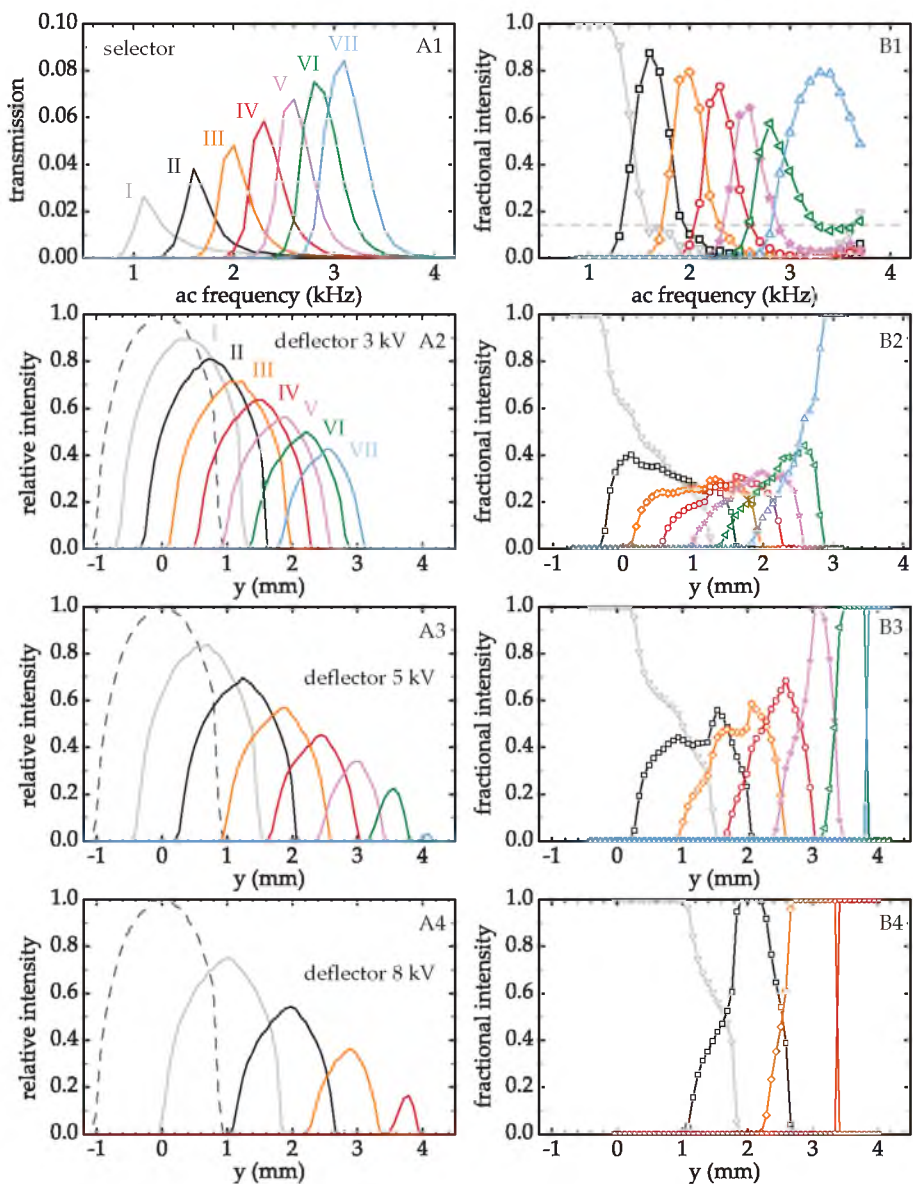 0.10
0.08
0.06
0.04
0.02
0.00
transmission
selector
A1
I
II
III
IV
V
VI
VII
1 2 3 4
ac frequency (kHz)
1.0
0.8
0.6
0.4
0.2
0.0
fractional intensity
B1
1 2 3 4
ac frequency (kHz)
1.0
0.8
0.6
0.4
0.2
0.0
relative intensity
deflector 3 kV
A2
I
II
III
IV
V
VI
VII
-1 0 1 2 3 4
y (mm)
1.0
0.8
0.6
0.4
0.2
0.0
fractional intensity
B2
-1 0 1 2 3 4
y (mm)
1.0
0.8
0.6
0.4
0.2
0.0
relative intensity
A3
deflector 5 kV
-1 0 1 2 3 4
y (mm)
1.0
0.8
0.6
0.4
0.2
0.0
fractional intensity
B3
-1 0 1 2 3 4
y (mm)
1.0
0.8
0.6
0.4
0.2
0.0
relative intensity
A4
deflector 8 kV
-1 0 1 2 3 4
y (mm)
1.0
0.8
0.6
0.4
0.2
0.0
fractional intensity
B4
-1 0 1 2 3 4
y (mm)